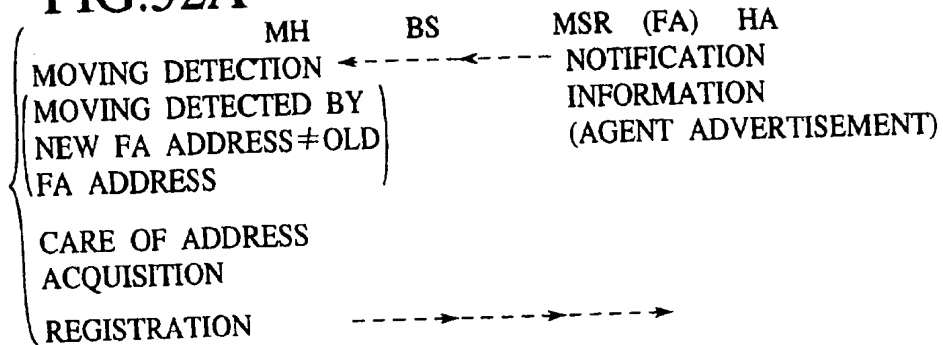 FIG.52A
MH BS MSR (FA) HA
MOVING DETECTION NOTIFICATION
MOVING DETECTED BY INFORMATION
NEW FA ADDRESS≠OLD (AGENT ADVERTISEMENT)
FA ADDRESS
CARE OF ADDRESS
ACQUISITION
REGISTRATION